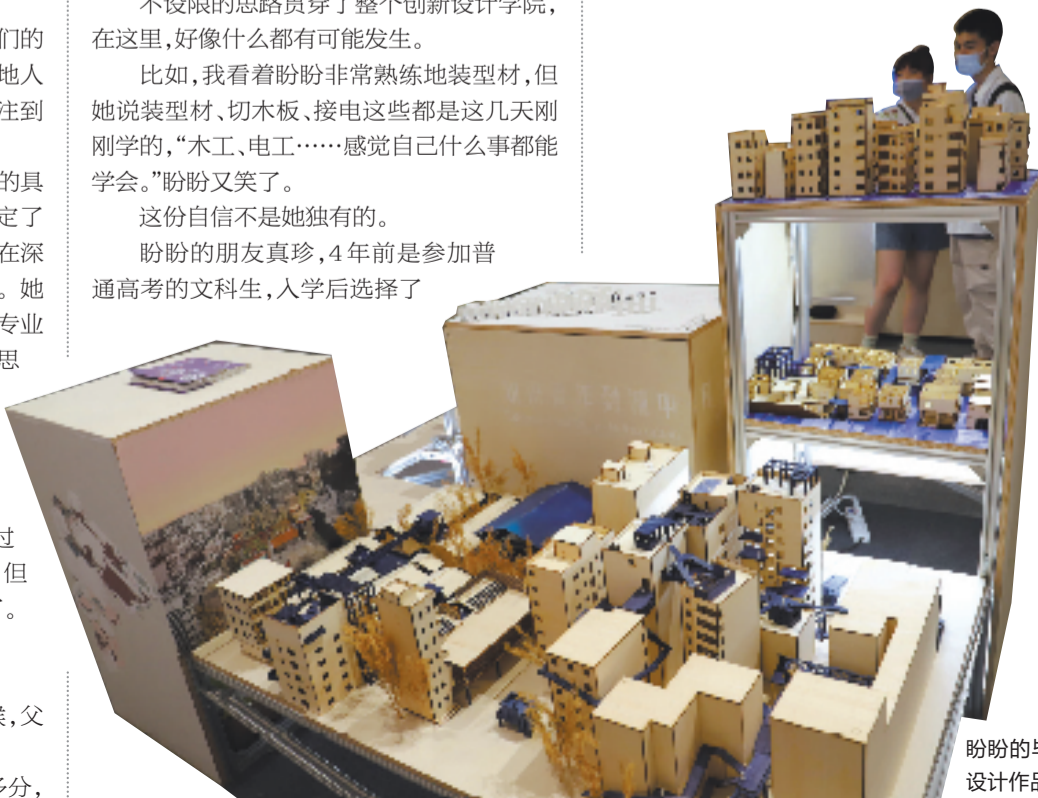 们的
地人
注到
的具
定了
在深
。她
专业
思
过
但
。
父
多分，
不设限的思路贯穿了整个创新设计学院，
在这里，好像什么都有可能发生。
比如，我看着盼盼非常熟练地装型材，但
她说装型材、切木板、接电这些都是这几天刚
刚学的，“木工、电工……感觉自己什么事都能
学会。”盼盼又笑了。
这份自信不是她独有的。
盼盼的朋友真珍，4年前是参加普
通高考的文科生，入学后选择了
盼盼的毕
设计作品